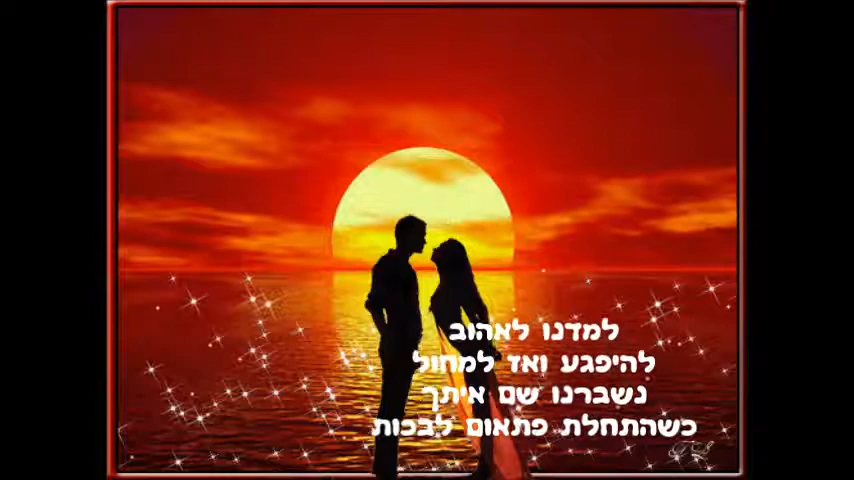 למדנו לאהוב
להיפגע ואז למחול
נשברנו שם איתך
כשהתחלת פתאום לבכות